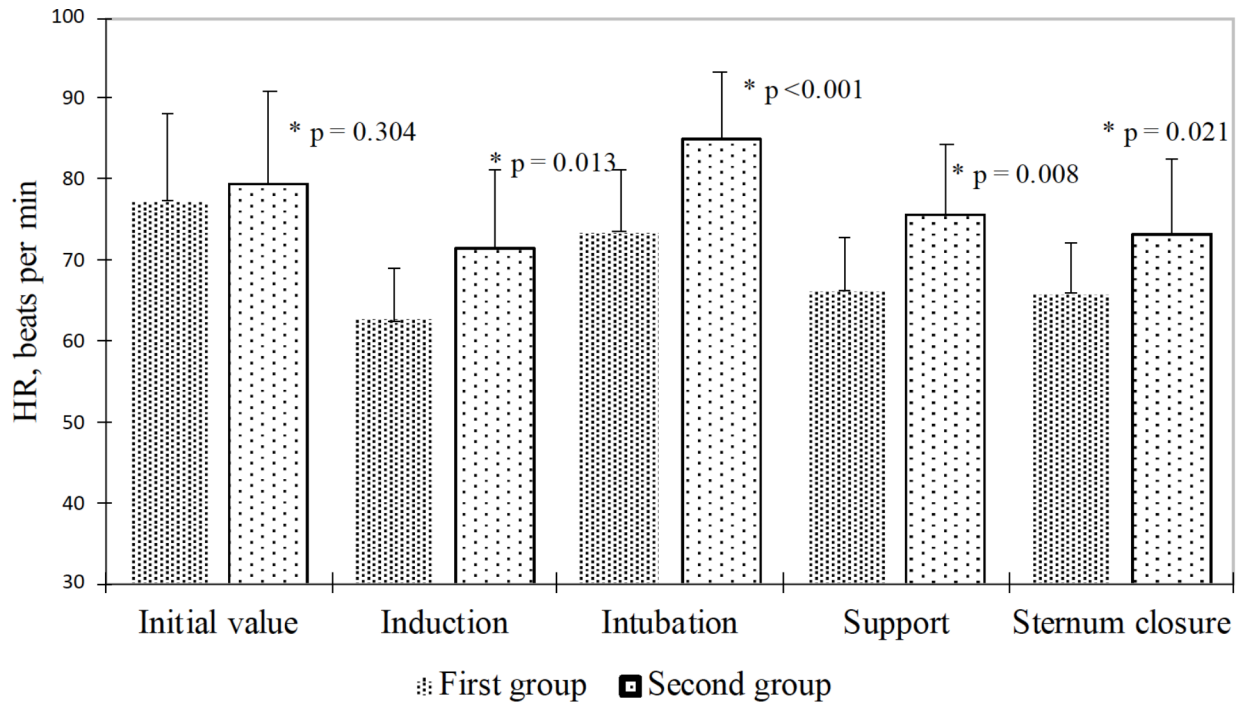 HR, beats per min
100
90
80
70
60
50
40
30
* p = 0.304
* p = 0.013
* p <0.001
* p = 0.008
* p = 0.021
Initial value
Induction
Intubation
Support
Sternum closure
First group
Second group